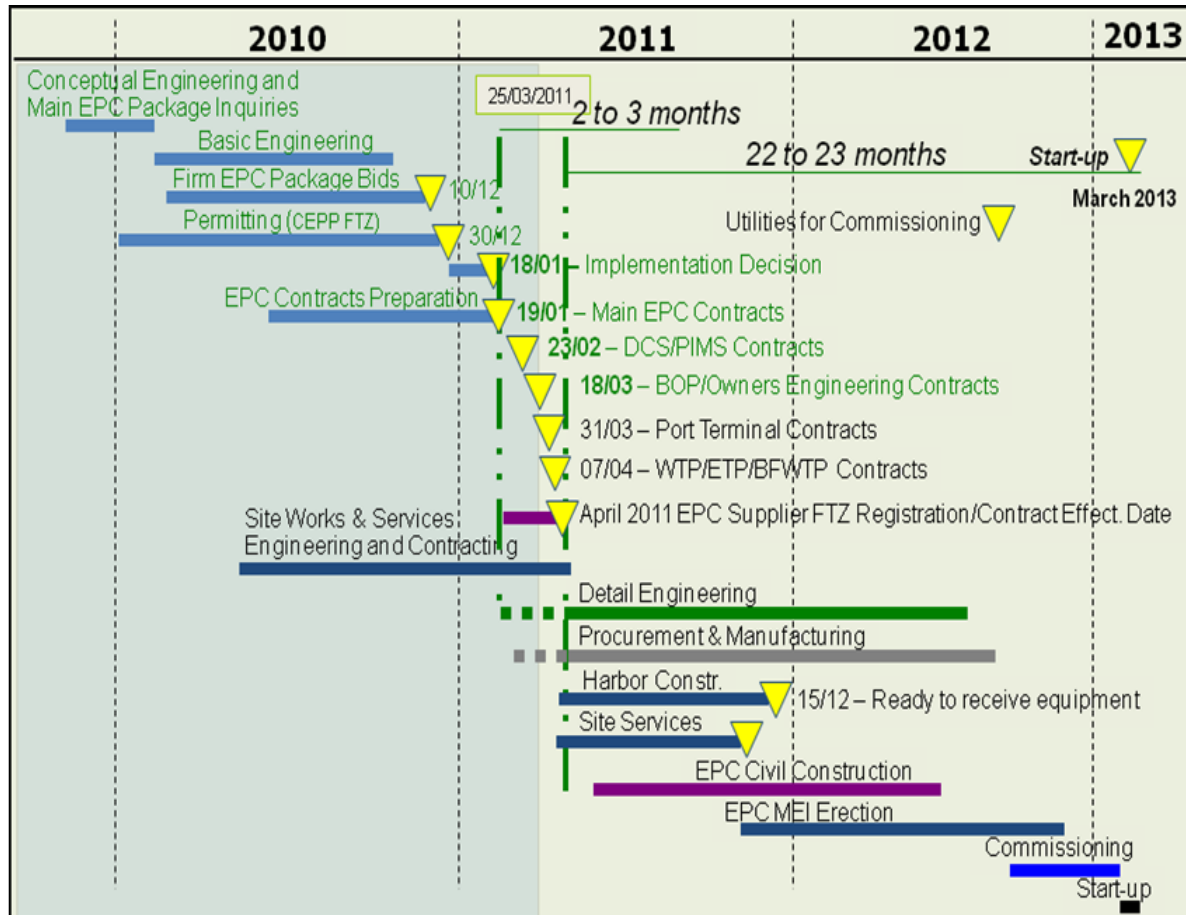 2010 2011 2012 2013
Conceptual Engineering and
Main EPC Package Inquiries
25/03/2011
2 to 3 months
Basic Engineering
22 to 23 months
Start-up
Firm EPC Package Bids
10/12
March 2013
Permitting (CEPP FTZ)
30/12
Utilities for Commissioning
18/01 – Implementation Decision
EPC Contracts Preparation
19/01 – Main EPC Contracts
23/02 – DCS/PIMS Contracts
18/03 – BOP/Owners Engineering Contracts
31/03 – Port Terminal Contracts
07/04 – WTP/ETP/BFWTP Contracts
April 2011 EPC Supplier FTZ Registration/Contract Effect. Date
Site Works & Services
Engineering and Contracting
Detail Engineering
Procurement & Manufacturing
Harbor Constr.
15/12 – Ready to receive equipment
Site Services
EPC Civil Construction
EPC MEI Erection
Commissioning
Start-up